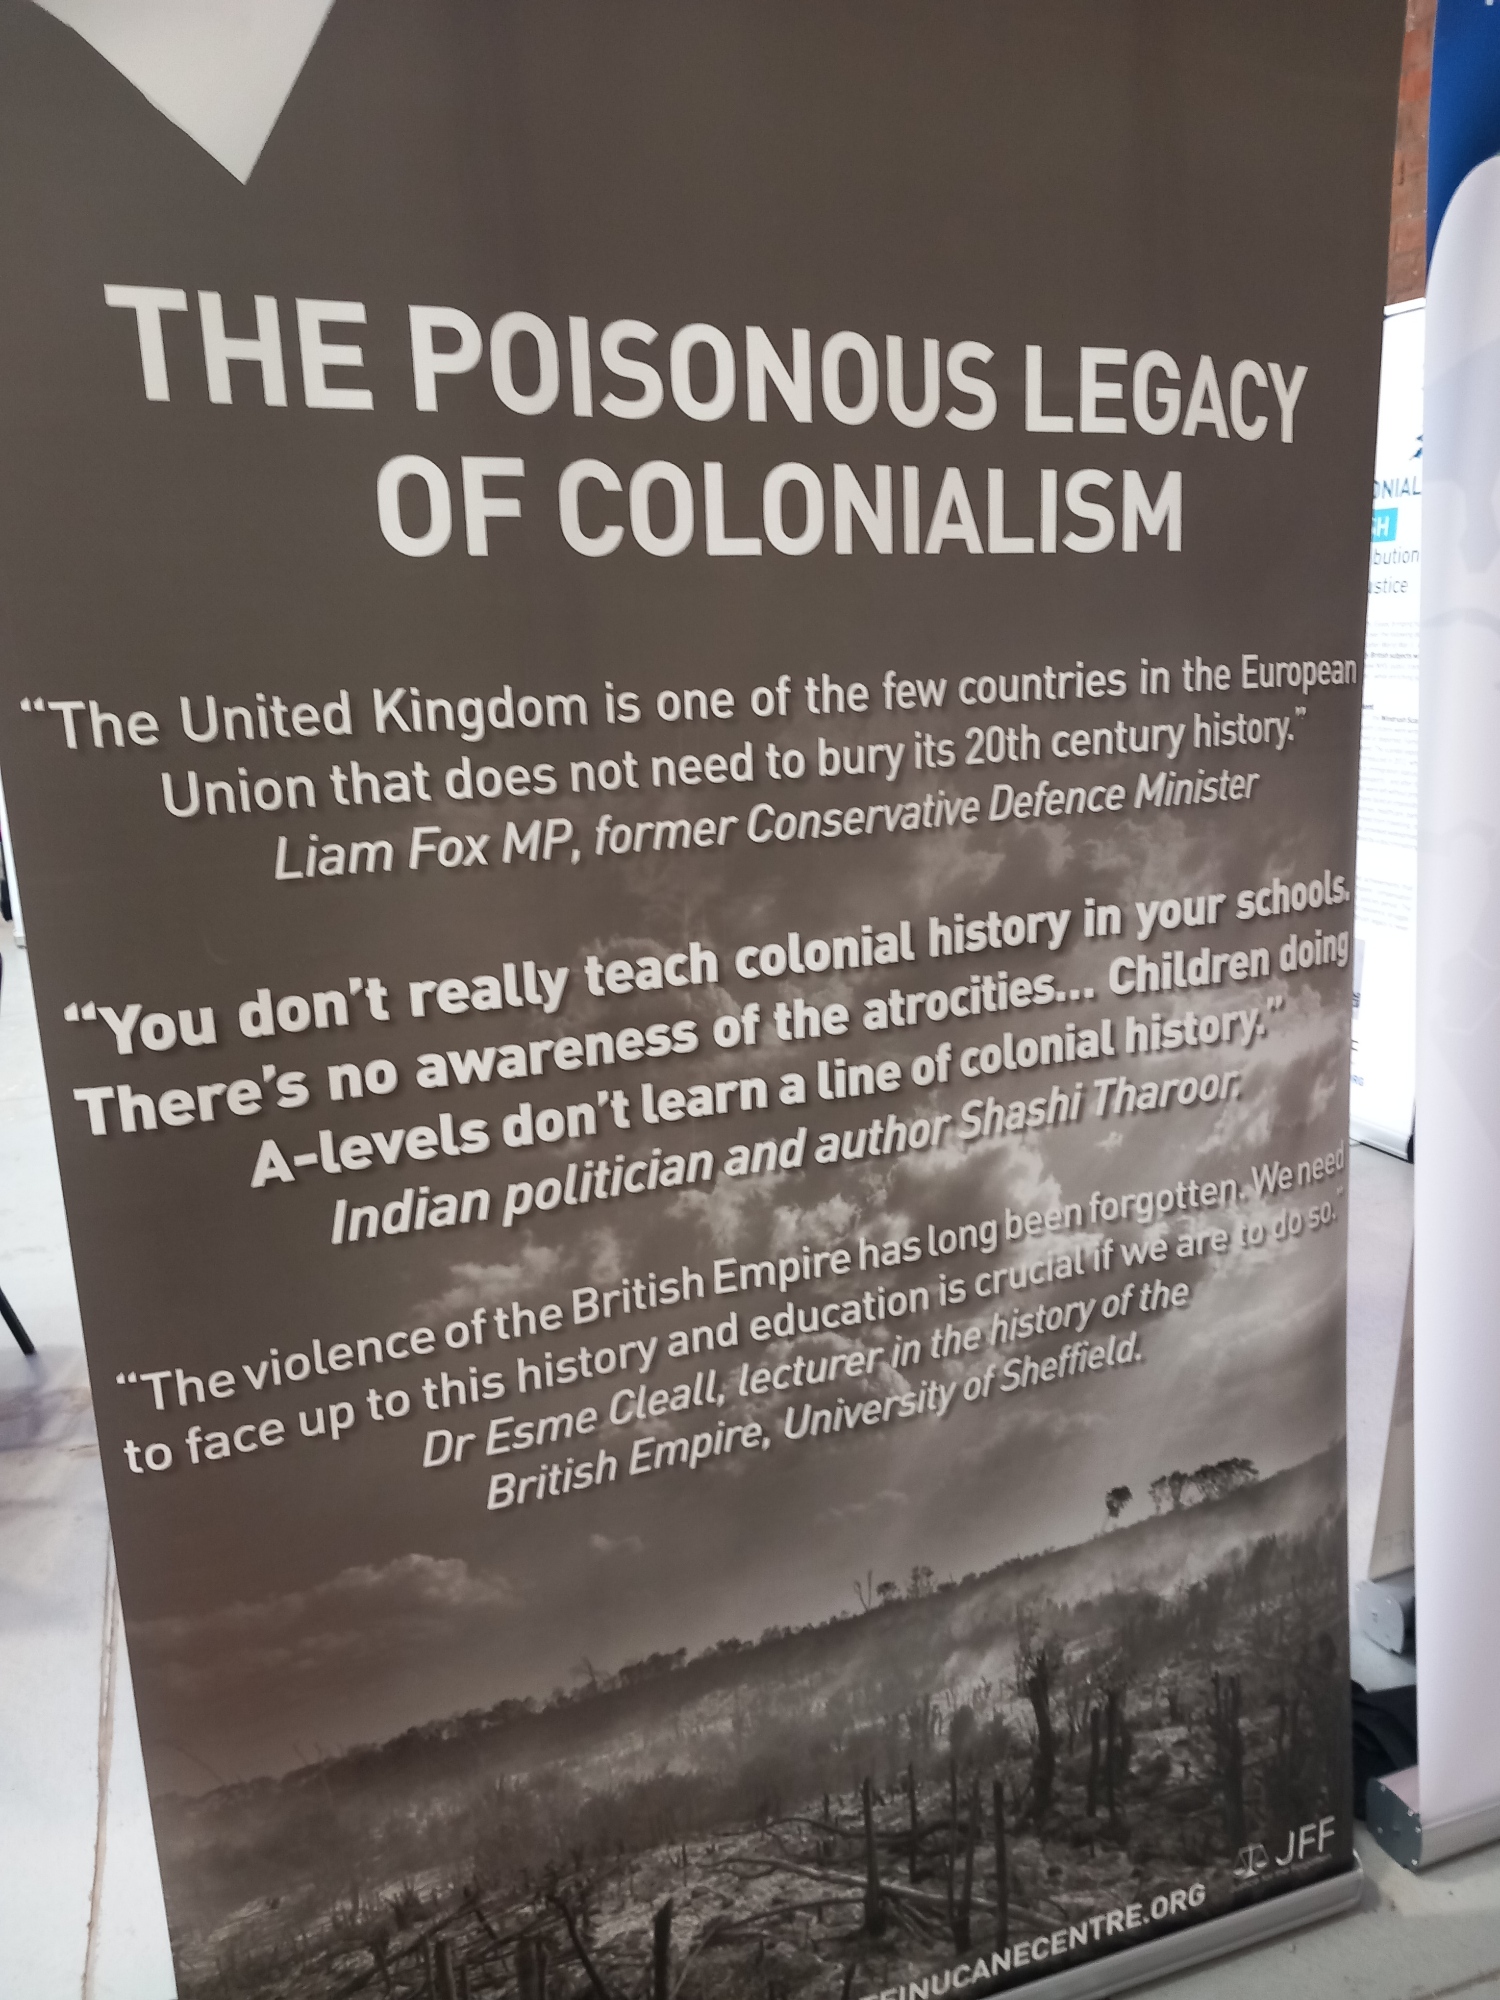 THE POISONOUS LEGACY
OF COLONIALISM
“The United Kingdom is one of the few countries in the European
Union that does not need to bury its 20th century history.”
Liam Fox MP, former Conservative Defence Minister
“You don’t really teach colonial history in your schools.
There’s no awareness of the atrocities... Children doing
A-levels don’t learn a line of colonial history.”
Indian politician and author Shashi Tharoor.
“The violence of the British Empire has long been forgotten. We need
to face up to this history and education is crucial if we are to do so.”
Dr Esme Cleall, lecturer in the history of the
British Empire, University of Sheffield.
JFF
FINUCANECENTRE.ORG
ONIAL
bution
stice